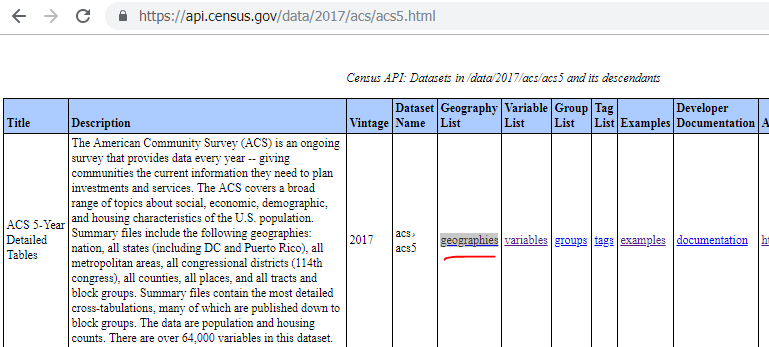 https://api.census.gov/data/2017/acs/acs5.html
Census API: Datasets in /data/2017/acs/acs5 and its descendants
Title Description Vintage Dataset Name Geography List Variable List Group List Tag List Examples Developer Documentation A
ACS 5-Year Detailed Tables
The American Community Survey (ACS) is an ongoing
survey that provides data every year -- giving
communities the current information they need to plan
investments and services. The ACS covers a broad
range of topics about social, economic, demographic,
and housing characteristics of the U.S. population.
Summary files include the following geographies:
nation, all states (including DC and Puerto Rico), all
metropolitan areas, all congressional districts (114th
congress), all counties, all places, and all tracts and
block groups. Summary files contain the most detailed
cross-tabulations, many of which are published down to
block groups. The data are population and housing
counts. There are over 64,000 variables in this dataset.
2017
acs›
acs5
geographies
variables
groups
tags
examples
documentation